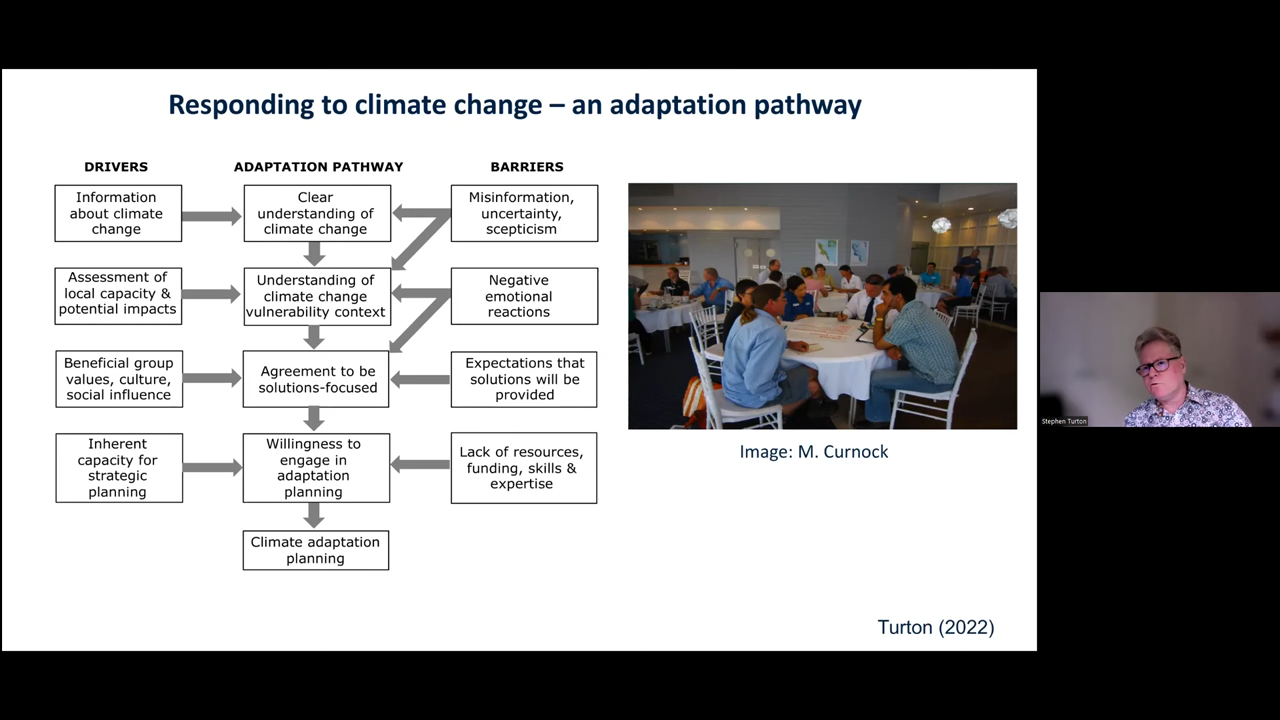 Responding to climate change – an adaptation pathway
DRIVERS
ADAPTATION PATHWAY
BARRIERS
Information
about climate
change
Clear
understanding of
climate change
Misinformation,
uncertainty,
scepticism
Assessment of
local capacity &
potential impacts
Understanding of
climate change
vulnerability context
Negative
emotional
reactions
Beneficial group
values, culture,
social influence
Agreement to be
solutions-focused
Expectations that
solutions will be
provided
Inherent
capacity for
strategic
planning
Willingness to
engage in
adaptation
planning
Lack of resources,
funding, skills &
expertise
Climate adaptation
planning
Image: M. Curnock
Turton (2022)
Stephen Turton